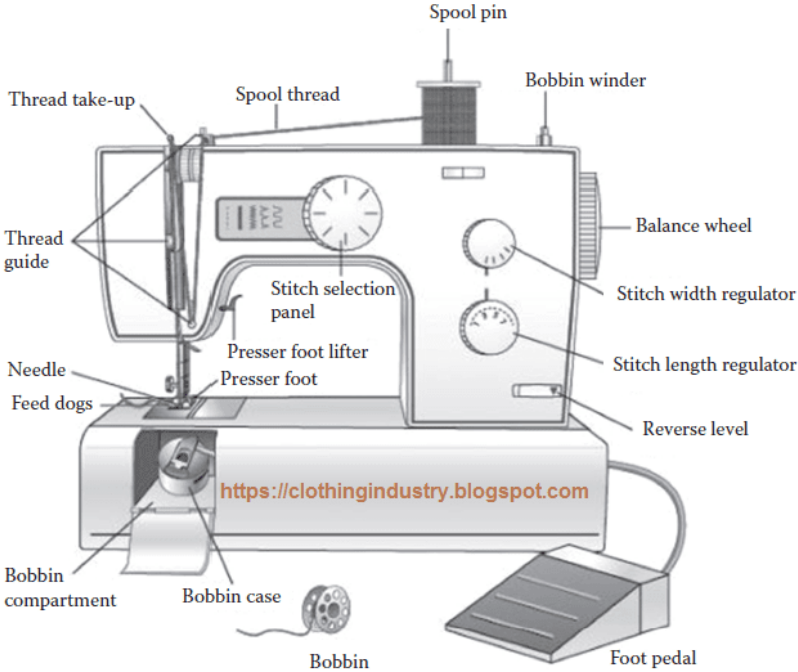 Spool pin
Bobbin winder
Spool thread
Thread take-up
Thread
guide
Balance wheel
Stitch selection
panel
Stitch width regulator
Presser foot lifter
Stitch length regulator
Needle
Presser foot
Feed dogs
Reverse level
https://clothingindustry.blogspot.com
Bobbin
compartment
Bobbin case
Bobbin
Foot pedal